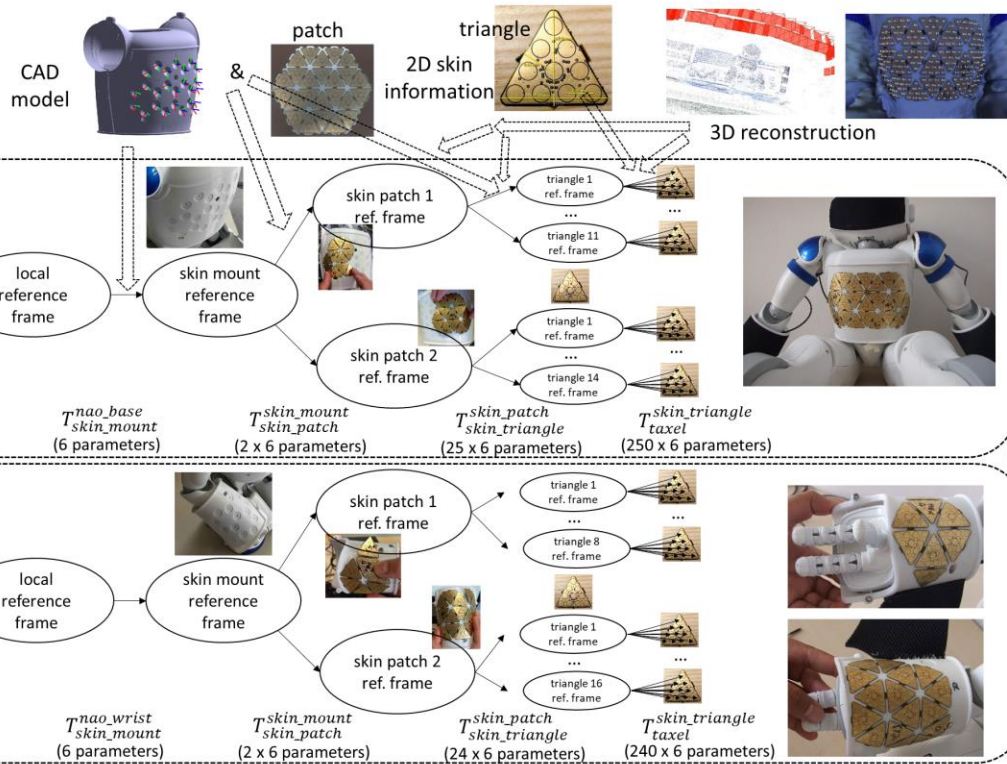 CAD
model
&
patch
2D skin
information
triangle
3D reconstruction
local
reference
frame
skin mount
reference
frame
skin patch 1
ref. frame
skin patch 2
ref. frame
triangle 1
ref. frame
...
triangle 11
ref. frame
triangle 1
ref. frame
...
triangle 14
ref. frame
...
...
T^{nao_base}_{skin_mount}
(6 parameters)
T^{skin_mount}_{skin_patch}
(2 x 6 parameters)
T^{skin_patch}_{skin_triangle}
(25 x 6 parameters)
T^{skin_triangle}_{taxel}
(250 x 6 parameters)
local
reference
frame
skin mount
reference
frame
skin patch 1
ref. frame
skin patch 2
ref. frame
triangle 1
ref. frame
...
triangle 8
ref. frame
triangle 1
ref. frame
...
triangle 16
ref. frame
...
...
T^{nao_wrist}_{skin_mount}
(6 parameters)
T^{skin_mount}_{skin_patch}
(2 x 6 parameters)
T^{skin_patch}_{skin_triangle}
(24 x 6 parameters)
T^{skin_triangle}_{taxel}
(240 x 6 parameters)